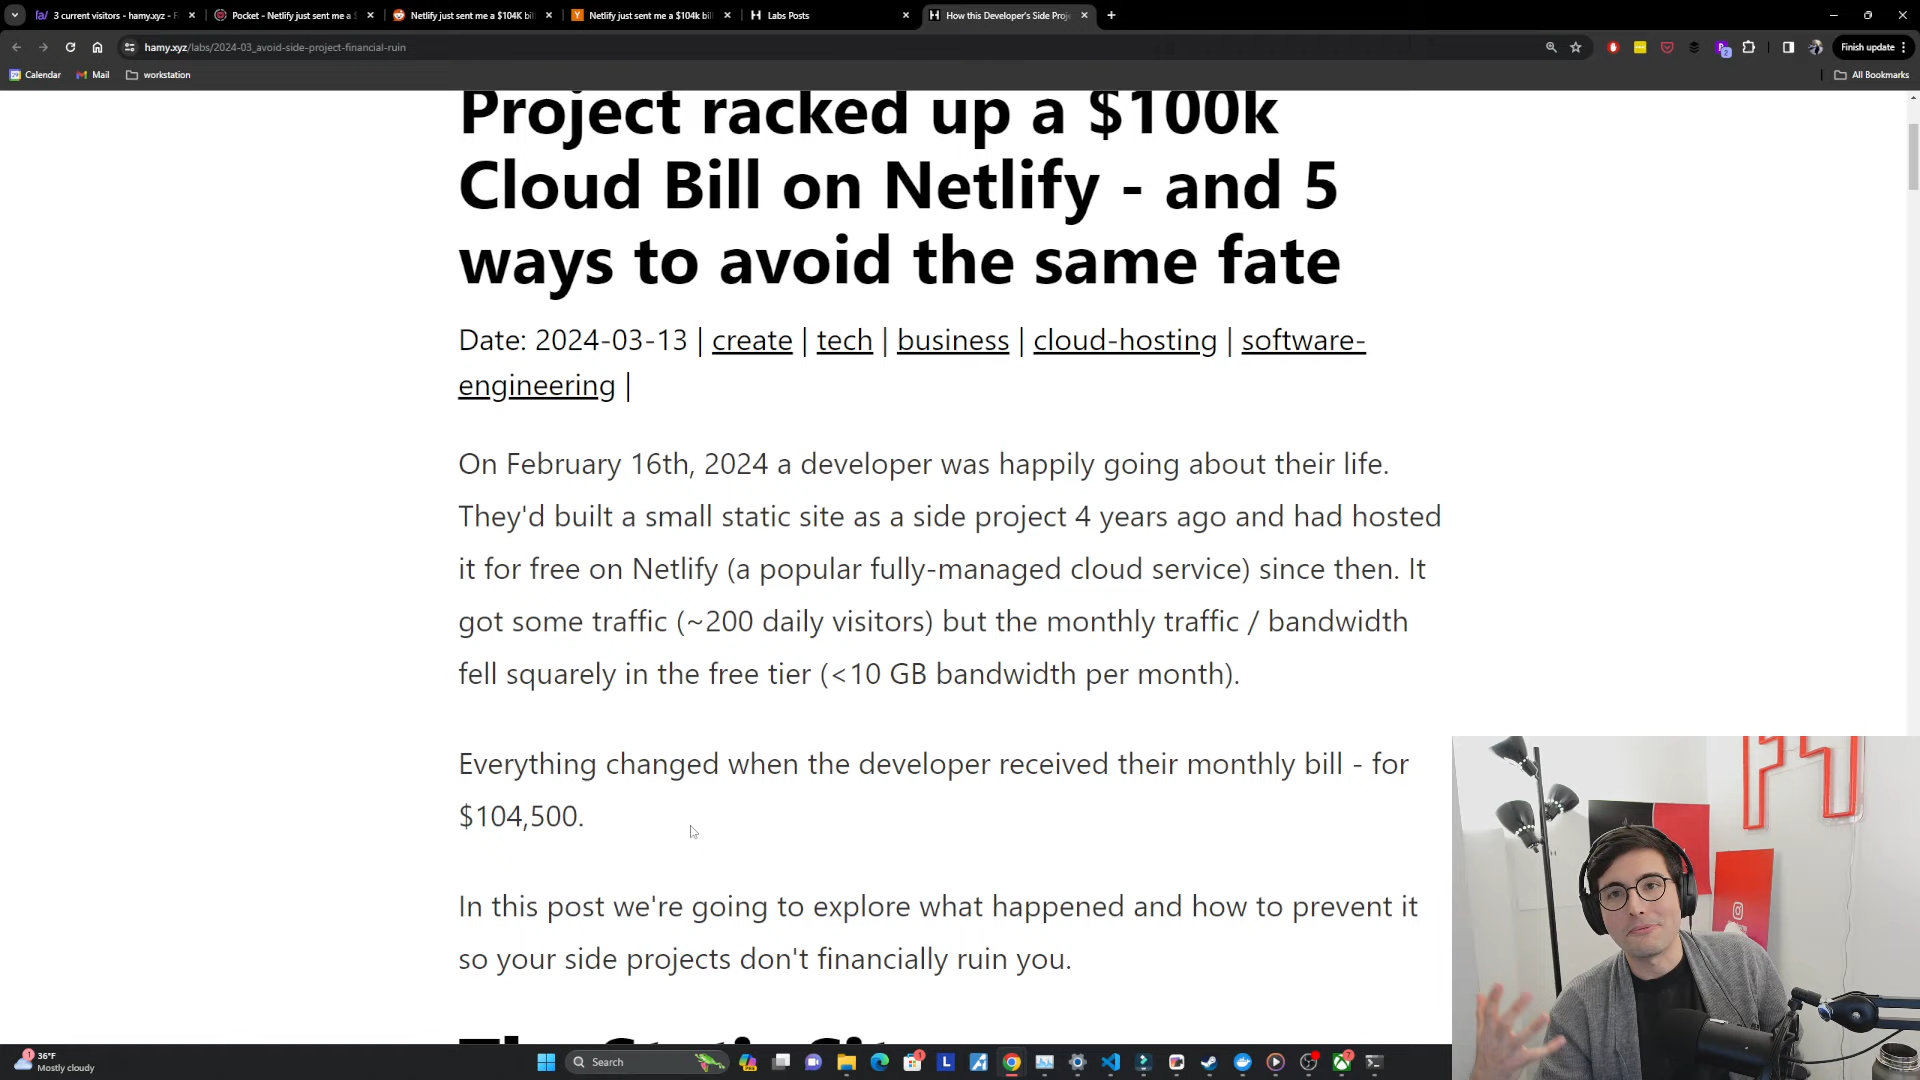 3 current visitors - hamy.xyz - F
Pocket - Netlify just sent me a $
Netlify just sent me a $104K bil
Netlify just sent me a $104k bil
Labs Posts
How this Developer's Side Proj
hamy.xyz/labs/2024-03_avoid-side-project-financial-ruin
Finish update
Calendar
Mail
workstation
All Bookmarks
Project racked up a $100k
Cloud Bill on Netlify - and 5
ways to avoid the same fate
Date: 2024-03-13 | create | tech | business | cloud-hosting | software-
engineering |
On February 16th, 2024 a developer was happily going about their life.
They'd built a small static site as a side project 4 years ago and had hosted
it for free on Netlify (a popular fully-managed cloud service) since then. It
got some traffic (~200 daily visitors) but the monthly traffic / bandwidth
fell squarely in the free tier (<10 GB bandwidth per month).
Everything changed when the developer received their monthly bill - for
$104,500.
In this post we're going to explore what happened and how to prevent it
so your side projects don't financially ruin you.
36°F
Mostly cloudy
Search